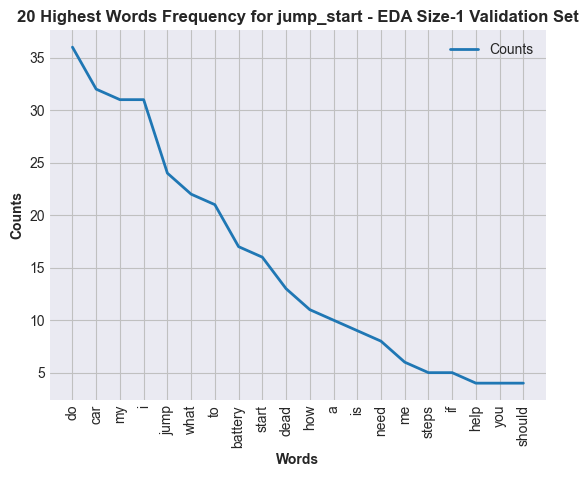 20 Highest Words Frequency for jump_start - EDA Size-1 Validation Set
Counts
35
30
25
20
15
10
5
Counts
do
car
my
i
jump
what
to
battery
start
dead
how
a
is
need
me
steps
if
help
you
should
Words